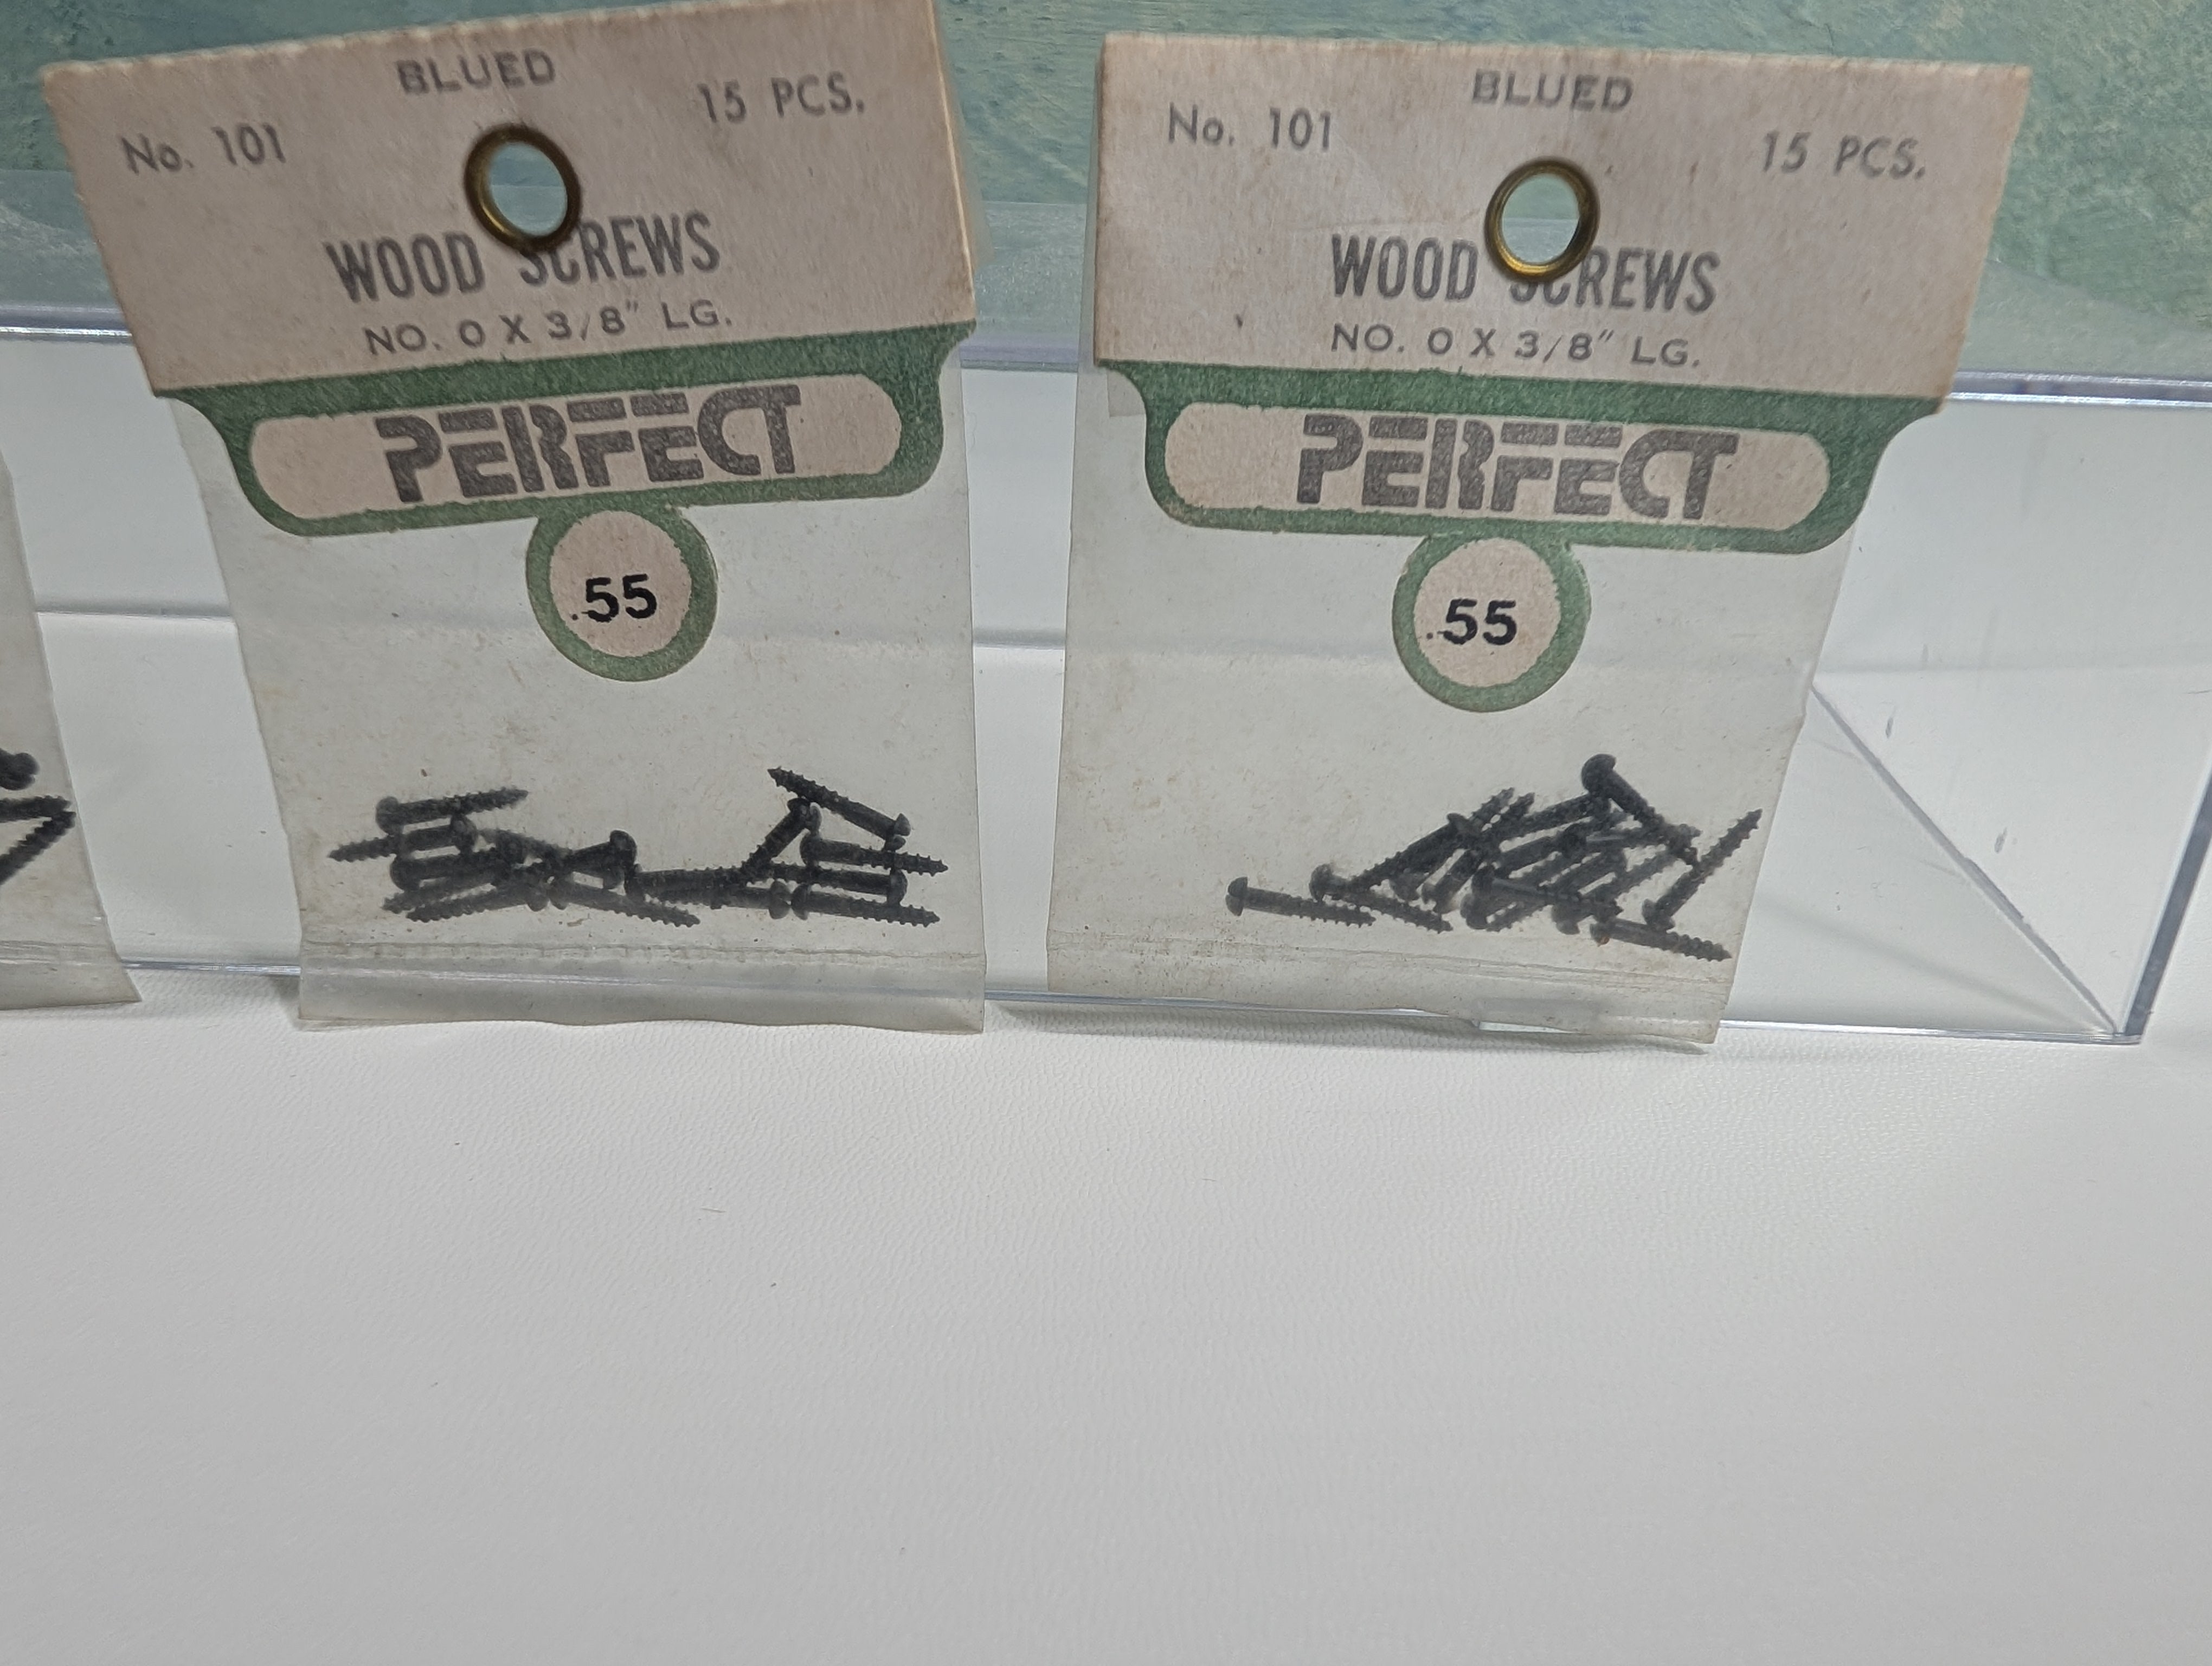 BLUED
No. 101 15 PCS.
WOOD SCREWS
NO. 0 X 3/8" LG.
PERFECT
.55
BLUED
No. 101 15 PCS.
WOOD SCREWS
NO. 0 X 3/8" LG.
PERFECT
.55